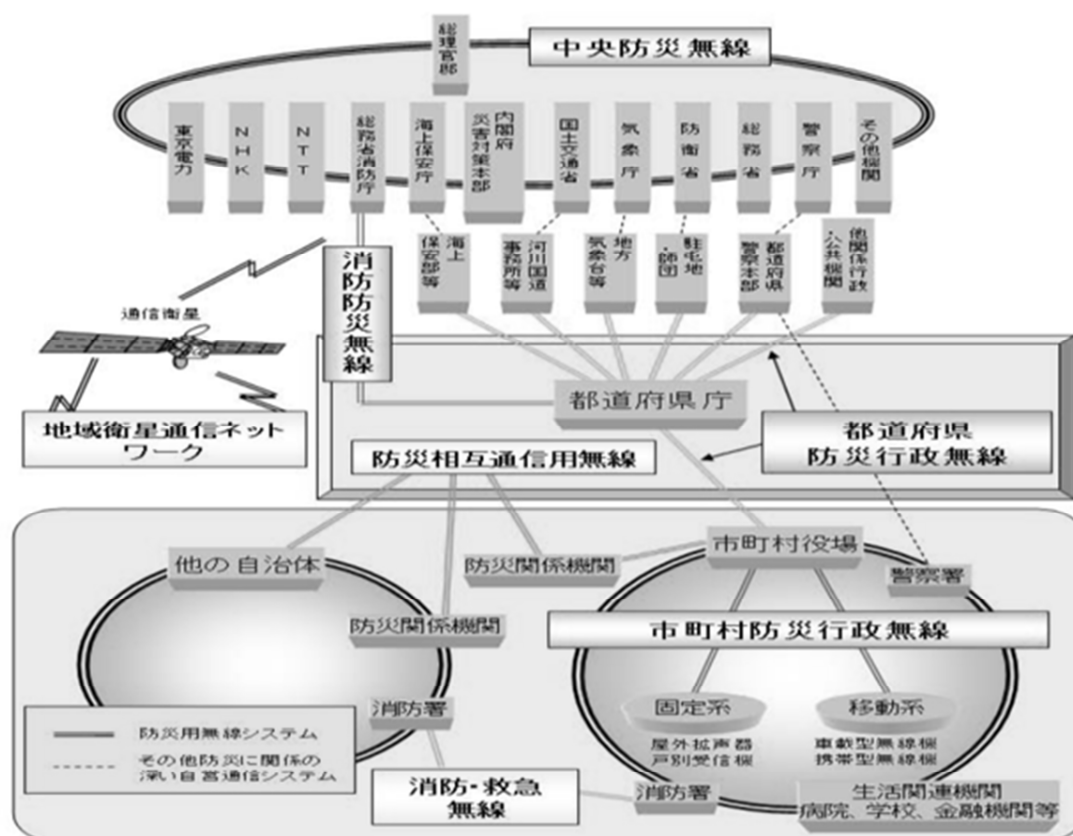 総理官邸
中央防災無線
東京電力
NHK
NTT
総務省消防庁
海上保安庁
内閣府
災害対策本部
国土交通省
気象庁
防衛省
総務省
警察庁
その他機関
海上
保安部等
河川国道
事務所等
地方
気象台等
駐屯地
・師団
都道府県
警察本部
他関係行政
・公共機関
消防防災無線
通信衛星
地域衛星通信ネット
ワーク
都道府県庁
防災相互通信用無線
都道府県
防災行政無線
他の自治体
防災関係機関
市町村役場
警察署
防災関係機関
市町村防災行政無線
消防署
固定系
屋外拡声器
戸別受信機
移動系
車載型無線機
携帯型無線機
防災用無線システム
その他防災に関係の
深い自営通信システム
消防・救急
無線
消防署
生活関連機関
病院、学校、金融機関等